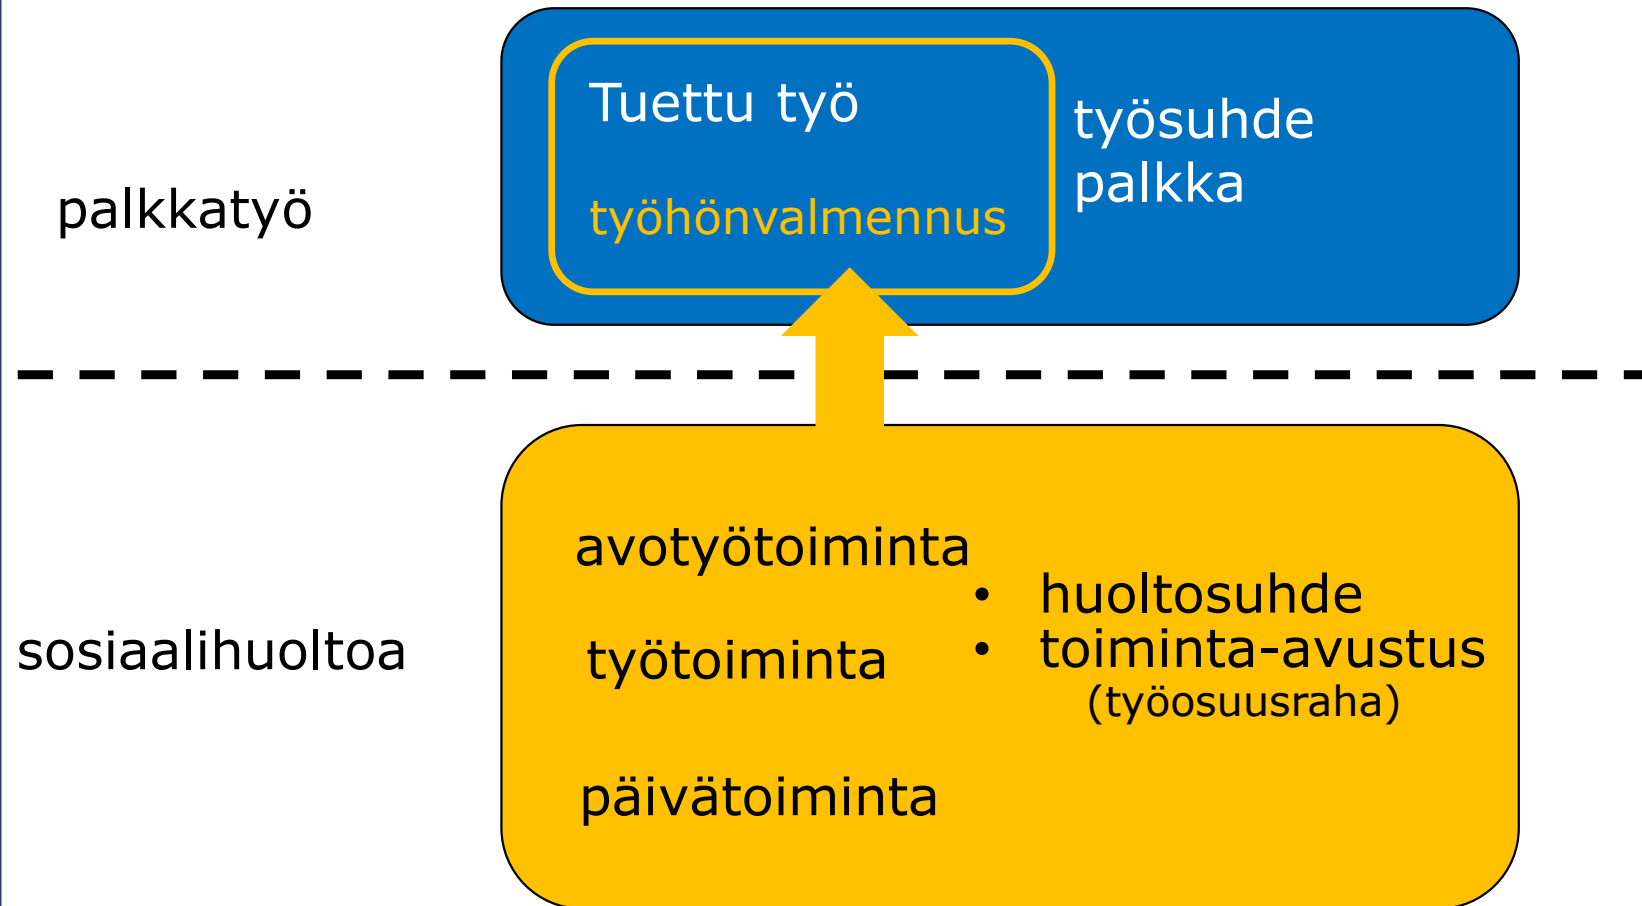 palkkatyö
Tuettu työ
työhönvalmennus
työsuhde
palkka
sosiaalihuoltoa
avotyötoiminta
työtoiminta
päivätoiminta
• huoltosuhde
• toiminta-avustus
(työosuusraha)